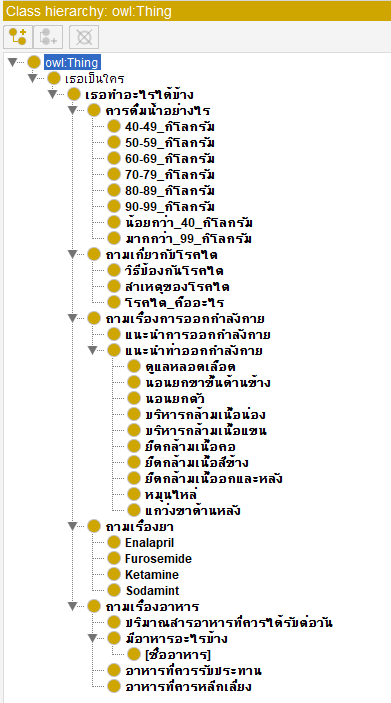 Class hierarchy: owl:Thing
owl:Thing
เธอเป็นใคร
เธอทำอะไรได้บ้าง
ควรดื่มน้ำอย่างไร
40-49_กิโลกรัม
50-59_กิโลกรัม
60-69_กิโลกรัม
70-79_กิโลกรัม
80-89_กิโลกรัม
90-99_กิโลกรัม
น้อยกว่า_40_กิโลกรัม
มากกว่า_99_กิโลกรัม
ถามเกี่ยวกับโรคไต
วิธีป้องกันโรคไต
สาเหตุของโรคไต
โรคไต_คืออะไร
ถามเรื่องการออกกำลังกาย
แนะนำการออกกำลังกาย
แนะนำท่าออกกำลังกาย
ดูแลหลอดเลือด
นอนยกขาขึ้นด้านข้าง
นอนยกตัว
บริหารกล้ามเนื้อน่อง
บริหารกล้ามเนื้อแขน
ยืดกล้ามเนื้อคอ
ยืดกล้ามเนื้อสีข้าง
ยืดกล้ามเนื้ออกและหลัง
หมุนไหล่
แกว่งขาด้านหลัง
ถามเรื่องยา
Enalapril
Furosemide
Ketamine
Sodamint
ถามเรื่องอาหาร
ปริมาณสารอาหารที่ควรได้รับต่อวัน
มีอาหารอะไรบ้าง
[ชื่ออาหาร]
อาหารที่ควรรับประทาน
อาหารที่ควรหลีกเลี่ยง